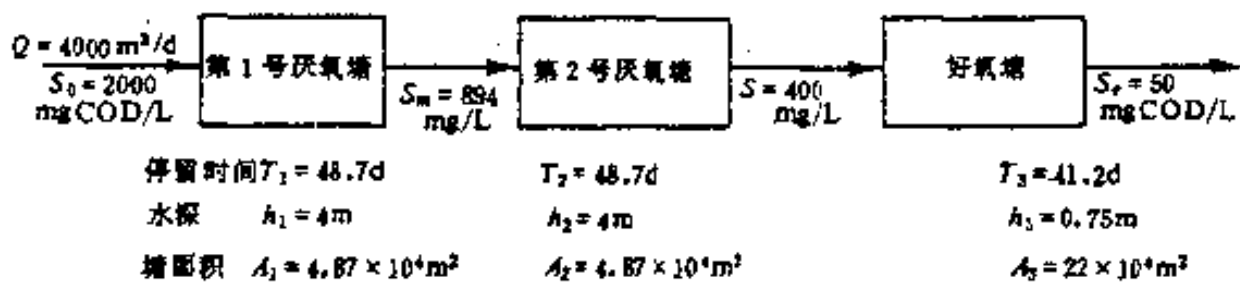 Q = 4000 m³/d
S₀ = 2000
mgCOD/L
第 1 号厌氧塘
Sₘ = 894
mg/L
第 2 号厌氧塘
S = 400
mg/L
好氧塘
Sₑ = 50
mgCOD/L
停留时间 T₁ = 48.7d
T₂ = 48.7d
T₃ = 41.2d
水深 h₁ = 4m
h₂ = 4m
h₃ = 0.75m
塘面积 A₁ = 4.87 × 10⁴m²
A₂ = 4.87 × 10⁴m²
A₃ = 22 × 10⁴m²